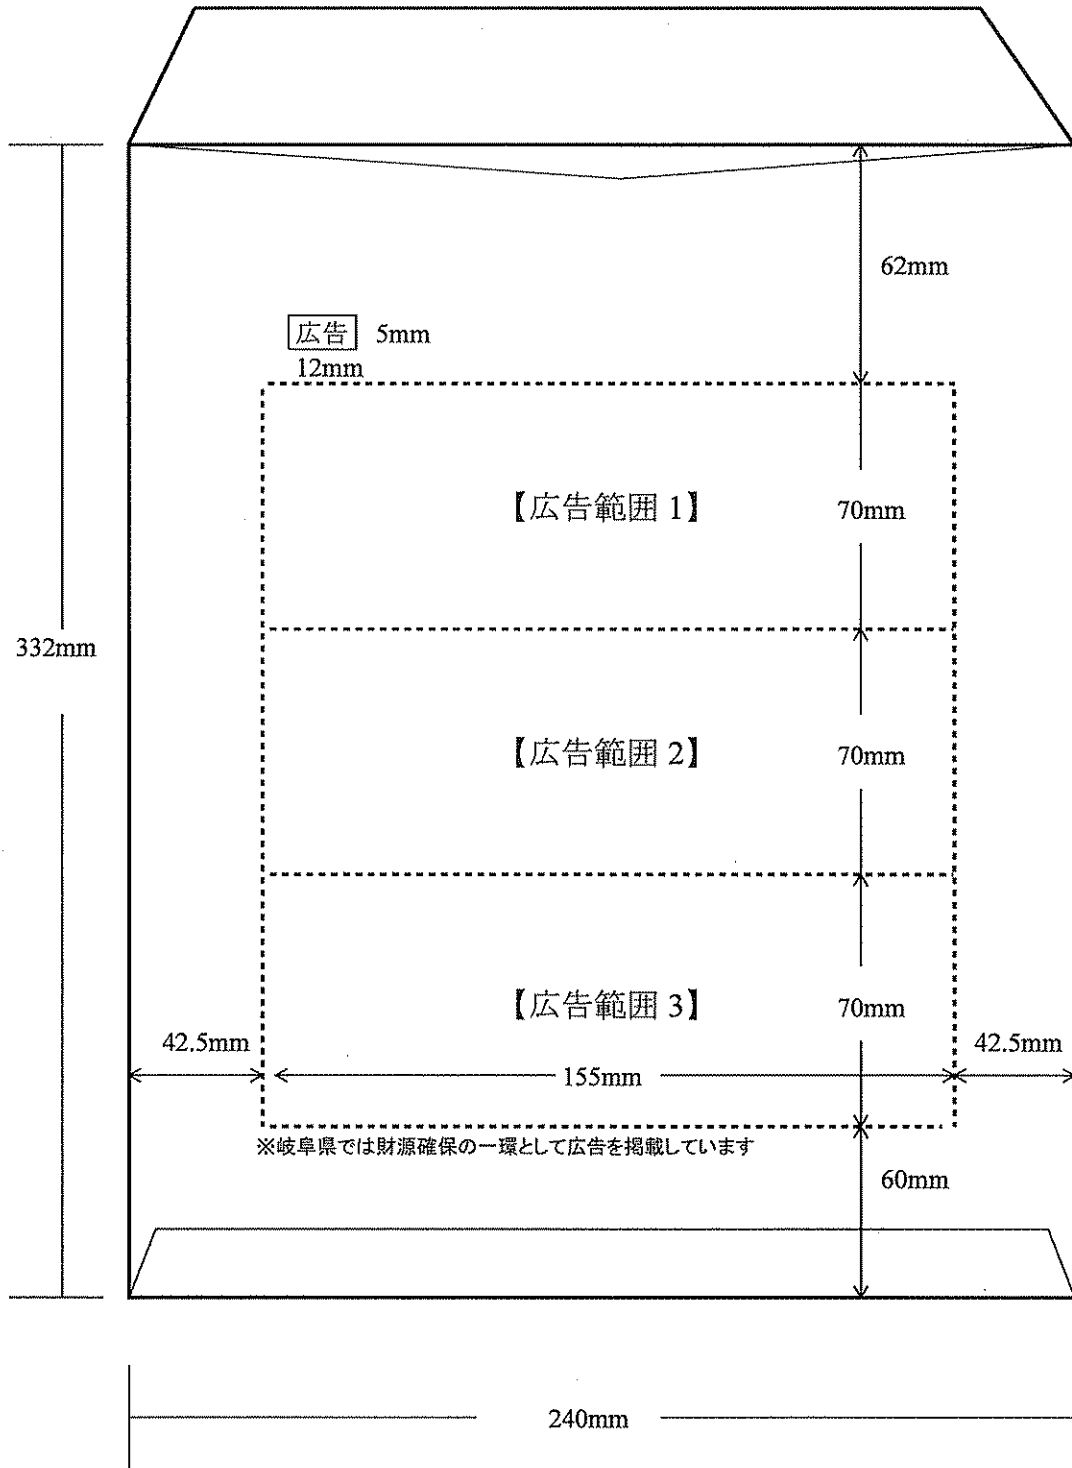 62mm
広告 5mm
12mm
【広告範囲 1】 70mm
332mm
【広告範囲 2】 70mm
【広告範囲 3】 70mm
42.5mm 155mm 42.5mm
※岐阜県では財源確保の一環として広告を掲載しています
60mm
240mm